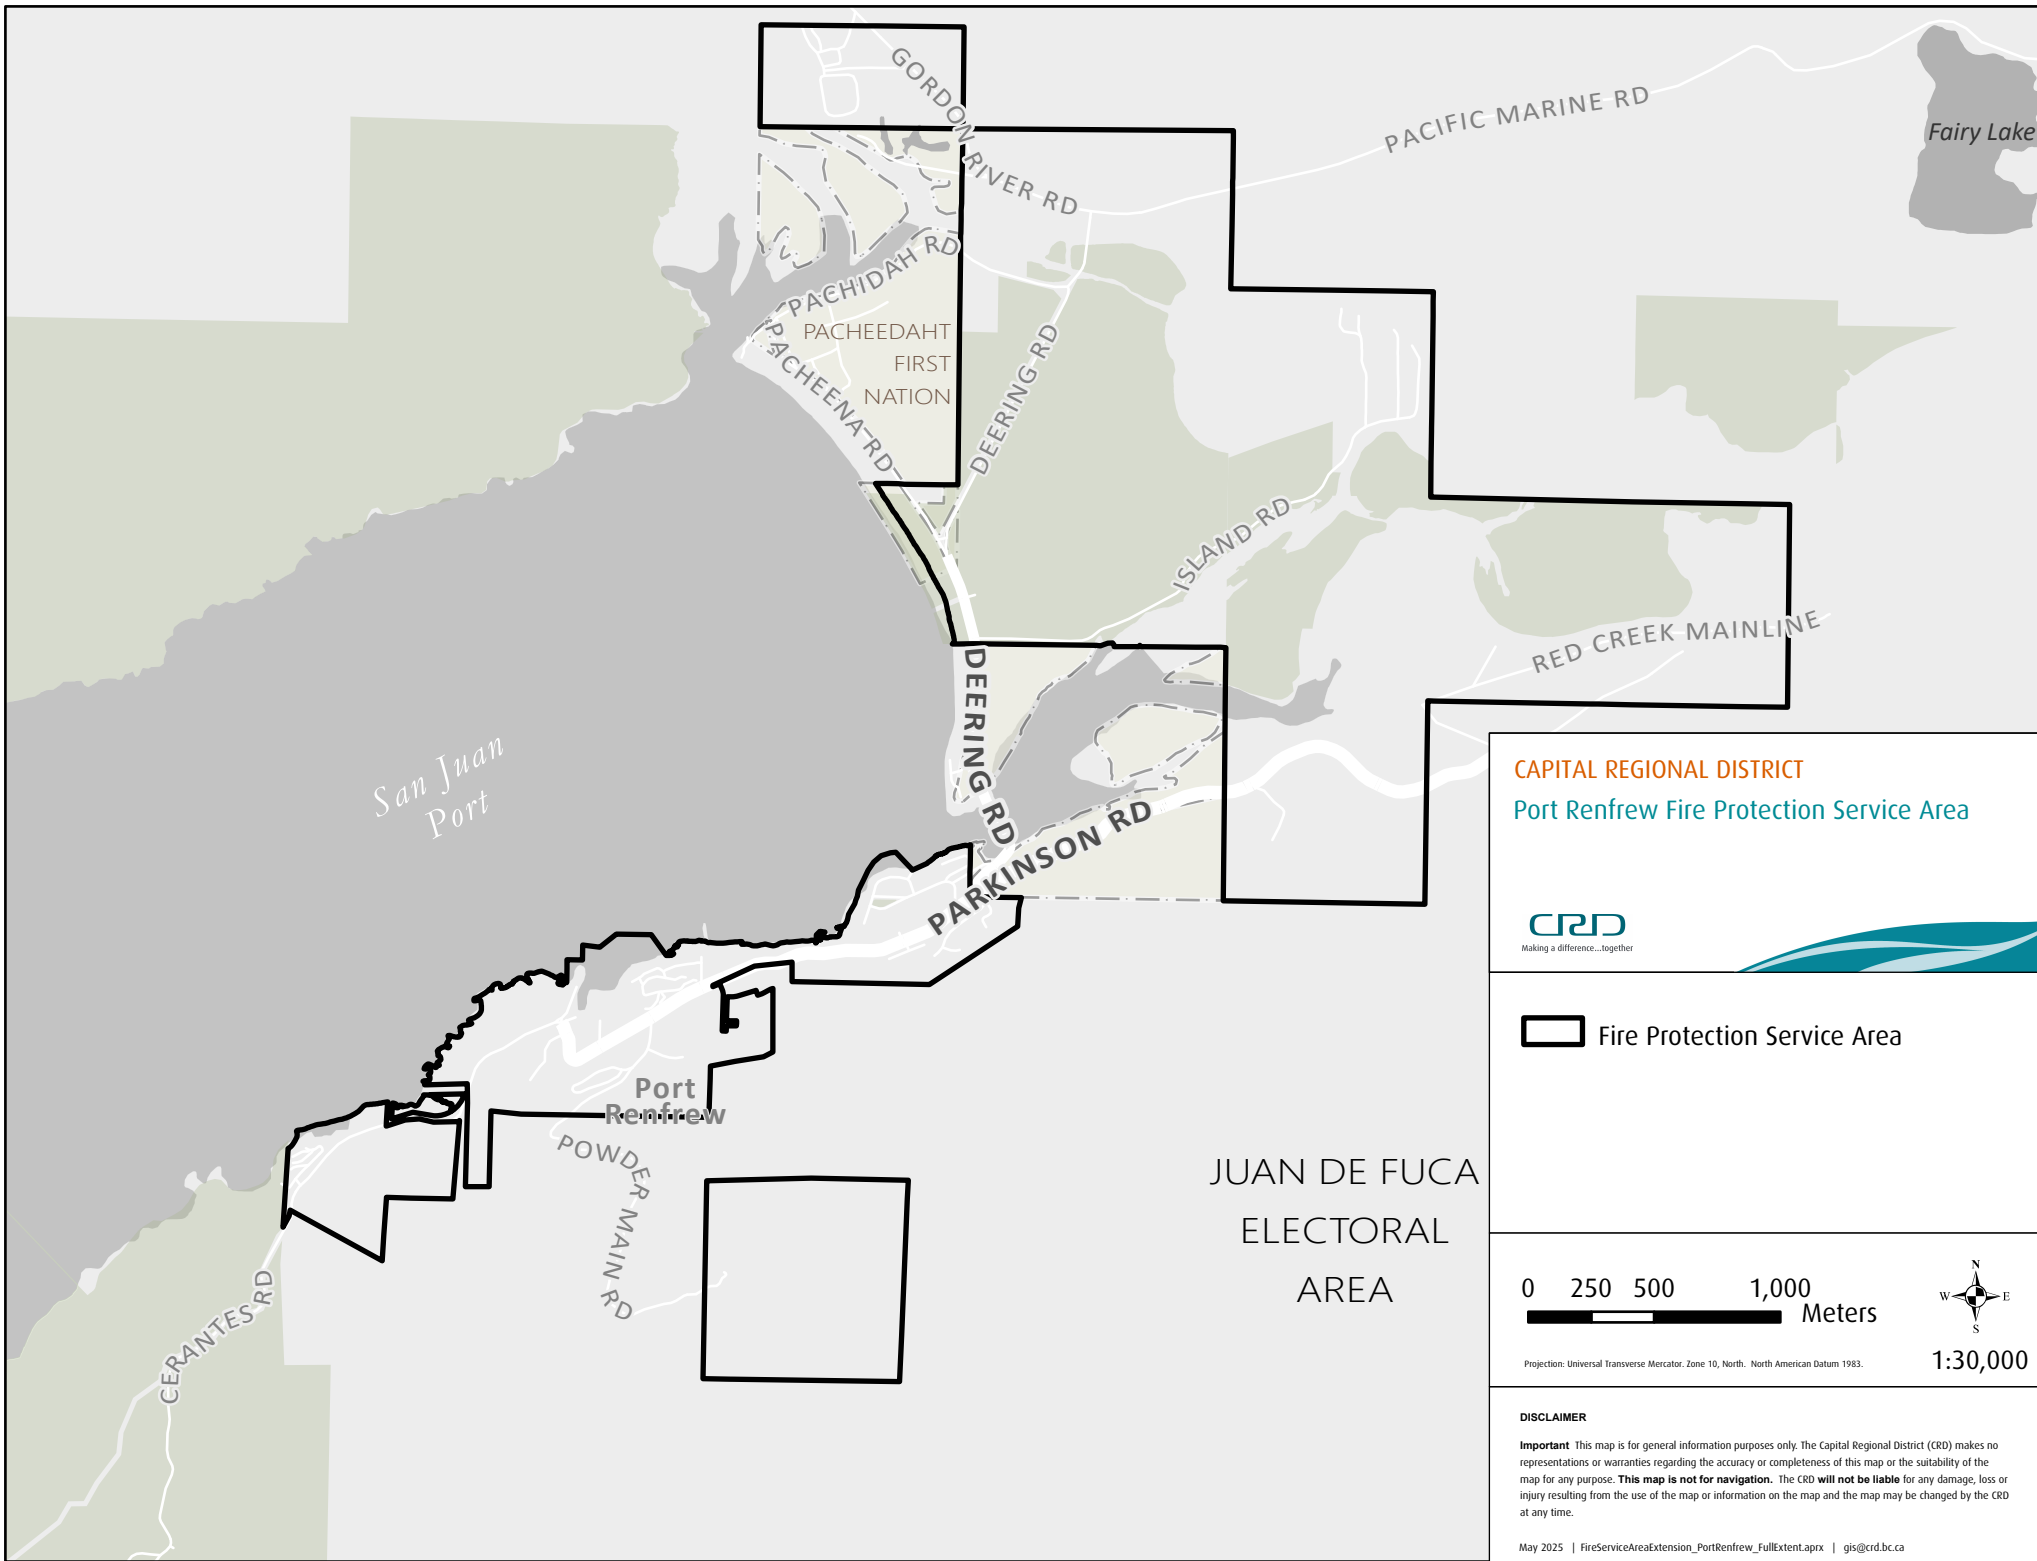 GORDON RIVER RD
PACIFIC MARINE RD
Fairy Lake
PACHIDAH RD
PACHEEDAHT
FIRST
NATION
PACHEENA RD
DEERING RD
ISLAND RD
RED CREEK MAINLINE
DEERING RD
San Juan
Port
PARKINSON RD
Port
Renfrew
POWDER MAIN RD
CERANTES RD
JUAN DE FUCA
ELECTORAL
AREA
CAPITAL REGIONAL DISTRICT
Port Renfrew Fire Protection Service Area
CRD
Making a difference...together
Fire Protection Service Area
0 250 500 1,000
Meters
N
W E
S
Projection: Universal Transverse Mercator. Zone 10, North. North American Datum 1983.
1:30,000
DISCLAIMER
Important This map is for general information purposes only. The Capital Regional District (CRD) makes no
representations or warranties regarding the accuracy or completeness of this map or the suitability of the
map for any purpose. This map is not for navigation. The CRD will not be liable for any damage, loss or
injury resulting from the use of the map or information on the map and the map may be changed by the CRD
at any time.
May 2025 | FireServiceAreaExtension_PortRenfrew_FullExtent.aprx | gis@crd.bc.ca